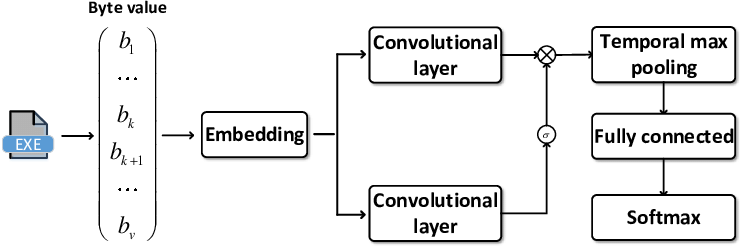 Byte value
b1
...
bk
bk+1
...
bv
EXE
Embedding
Convolutional
layer
Convolutional
layer
σ
Temporal max
pooling
Fully connected
Softmax